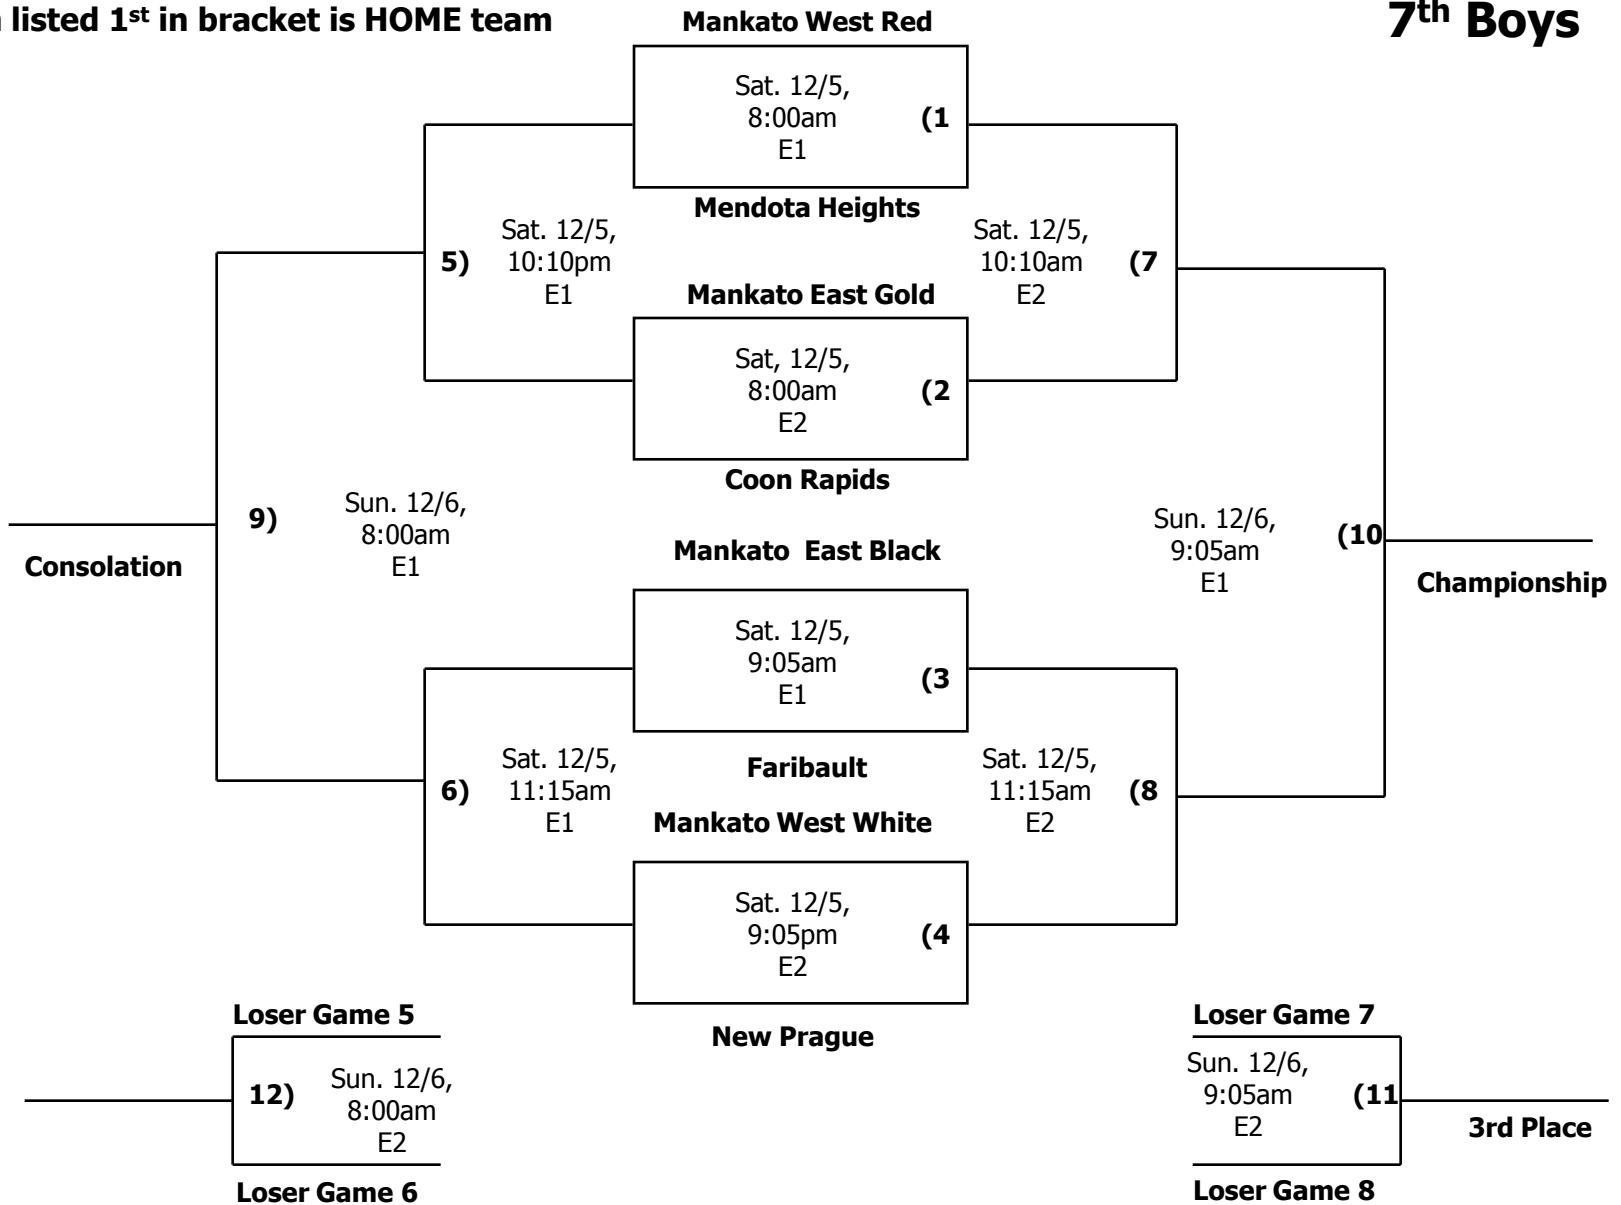 listed 1st in bracket is HOME team
7th Boys
Mankato West Red
Sat. 12/5,
8:00am
E1
(1
Mendota Heights
Sat. 12/5,
10:10pm
E1
5)
Sat. 12/5,
10:10am
E2
(7
Mankato East Gold
Sat, 12/5,
8:00am
E2
(2
Coon Rapids
9)
Sun. 12/6,
8:00am
E1
Consolation
Mankato East Black
Sun. 12/6,
9:05am
E1
(10
Championship
Sat. 12/5,
9:05am
E1
(3
Faribault
6)
Sat. 12/5,
11:15am
E1
Sat. 12/5,
11:15am
E2
(8
Mankato West White
Sat. 12/5,
9:05pm
E2
(4
New Prague
Loser Game 5
12)
Sun. 12/6,
8:00am
E2
Loser Game 6
Loser Game 7
Sun. 12/6,
9:05am
E2
(11
3rd Place
Loser Game 8